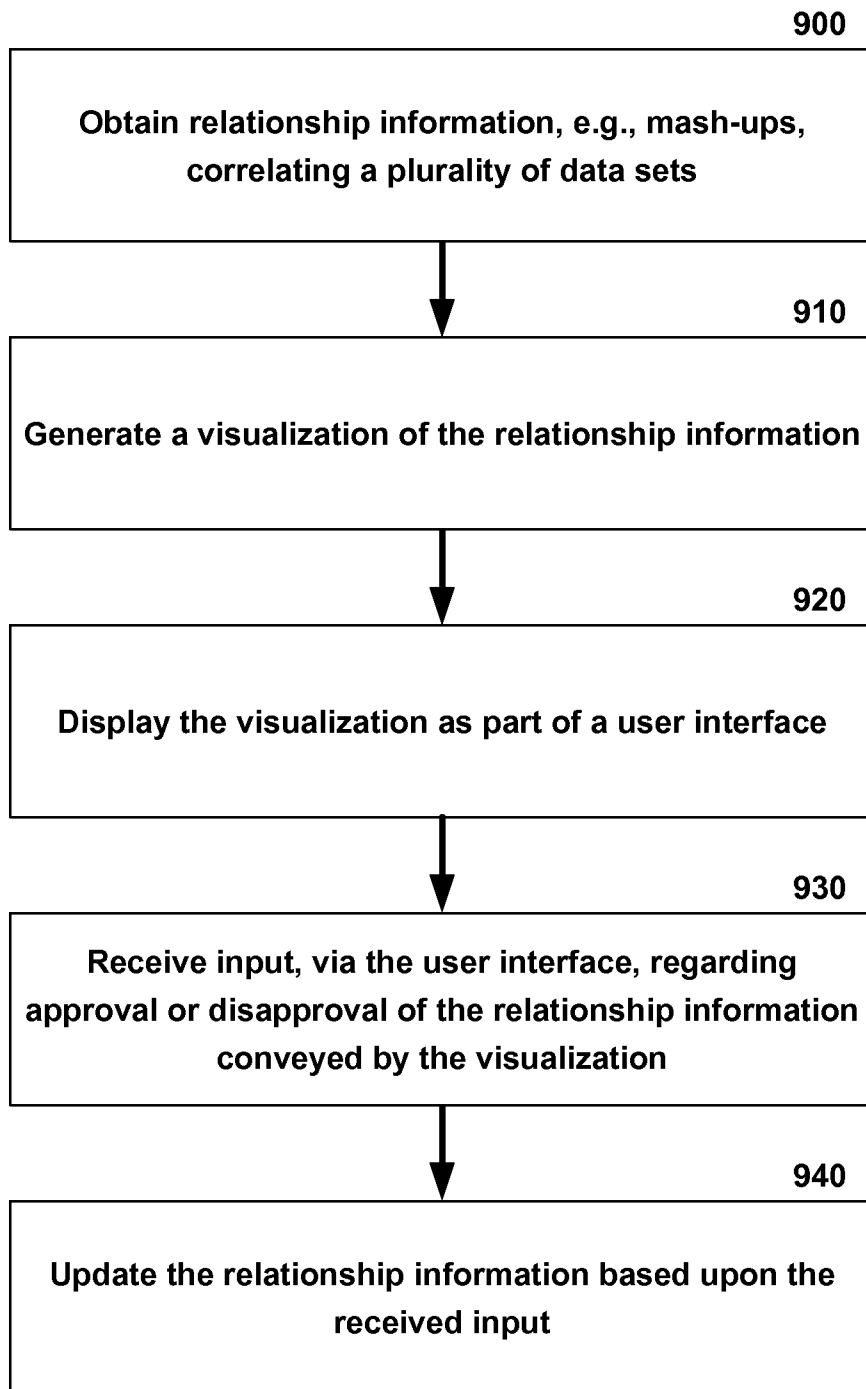 900
Obtain relationship information, e.g., mash-ups,
correlating a plurality of data sets
910
Generate a visualization of the relationship information
920
Display the visualization as part of a user interface
930
Receive input, via the user interface, regarding
approval or disapproval of the relationship information
conveyed by the visualization
940
Update the relationship information based upon the
received input